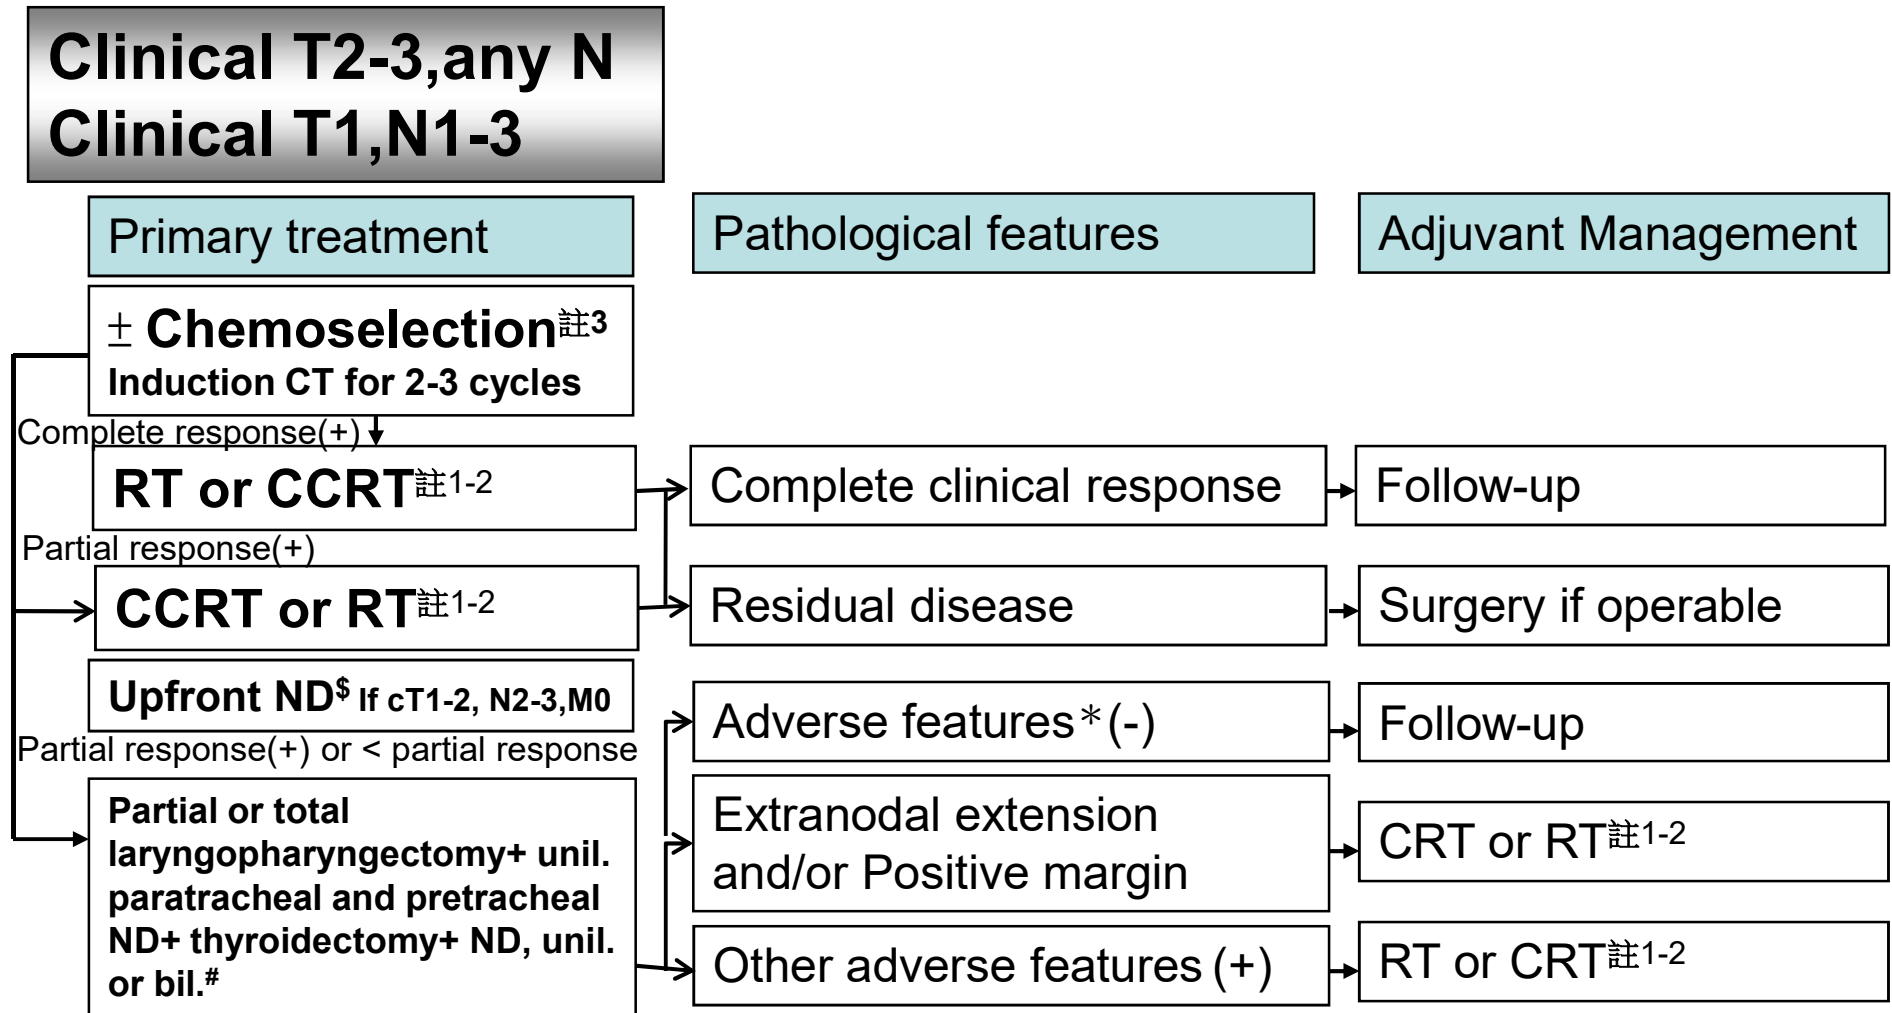 Clinical T2-3,any N
Clinical T1,N1-3
Primary treatment
Pathological features
Adjuvant Management
± Chemoselection註3
Induction CT for 2-3 cycles
Complete response(+)
RT or CCRT註1-2
Complete clinical response
Follow-up
Partial response(+)
CCRT or RT註1-2
Residual disease
Surgery if operable
Upfront ND$ If cT1-2, N2-3,M0
Adverse features*(-)
Follow-up
Partial response(+) or < partial response
Partial or total
laryngopharyngectomy+ unil.
paratracheal and pretracheal
ND+ thyroidectomy+ ND, unil.
or bil.#
Extranodal extension
and/or Positive margin
CRT or RT註1-2
Other adverse features (+)
RT or CRT註1-2